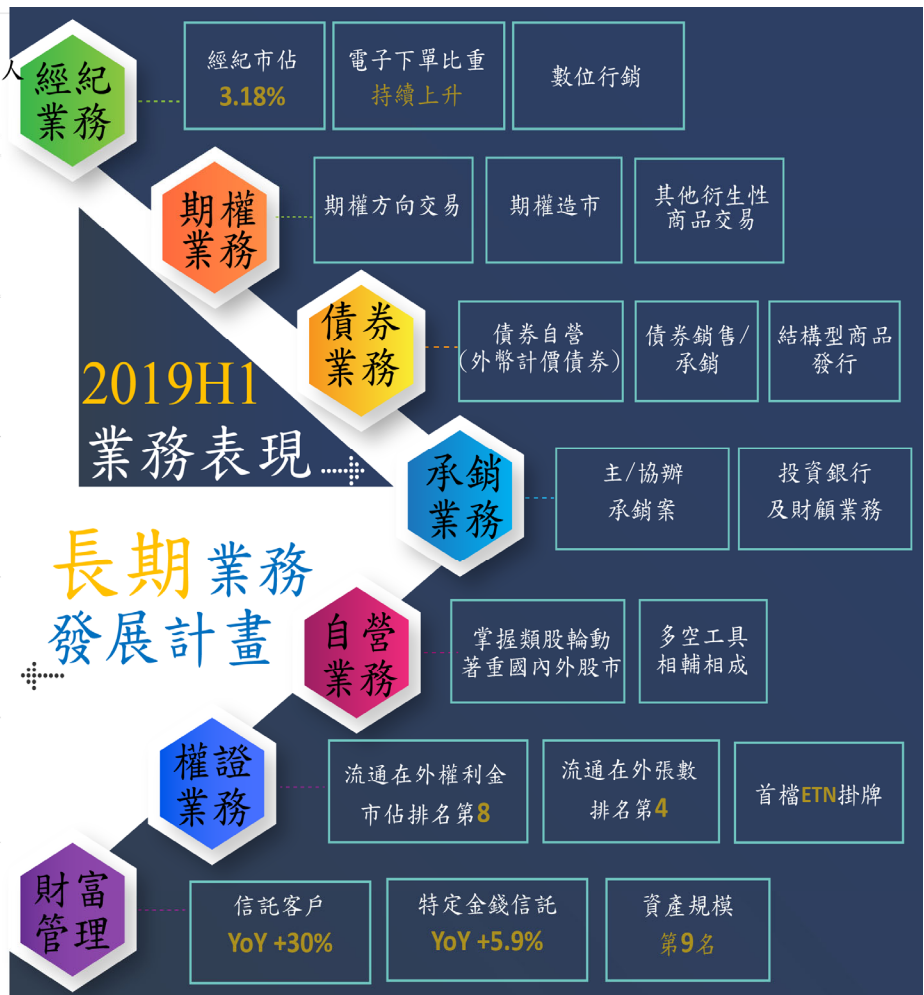 人
經紀
業務
經紀市佔
3.18%
電子下單比重
持續上升
數位行銷
期權
業務
期權方向交易
期權造市
其他衍生性
商品交易
債券
業務
債券自營
(外幣計價債券)
債券銷售/
承銷
結構型商品
發行
2019H1
業務表現
承銷
業務
主/協辦
承銷案
投資銀行
及財顧業務
長期業務
發展計畫
自營
業務
掌握類股輪動
著重國內外股市
多空工具
相輔相成
權證
業務
流通在外權利金
市佔排名第8
流通在外張數
排名第4
首檔ETN掛牌
財富
管理
信託客戶
YoY +30%
特定金錢信託
YoY +5.9%
資產規模
第9名